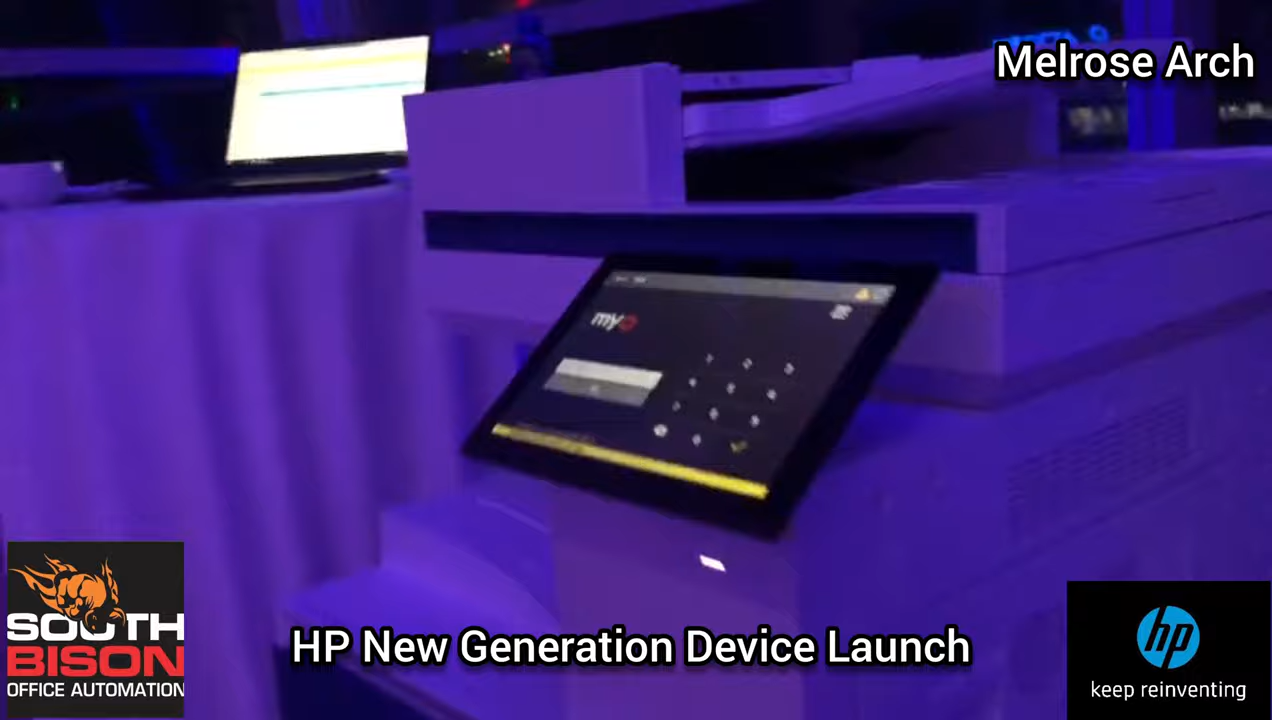 Melrose Arch
myQ
SOUTH
BISON
OFFICE AUTOMATION
HP New Generation Device Launch
hp
keep reinventing